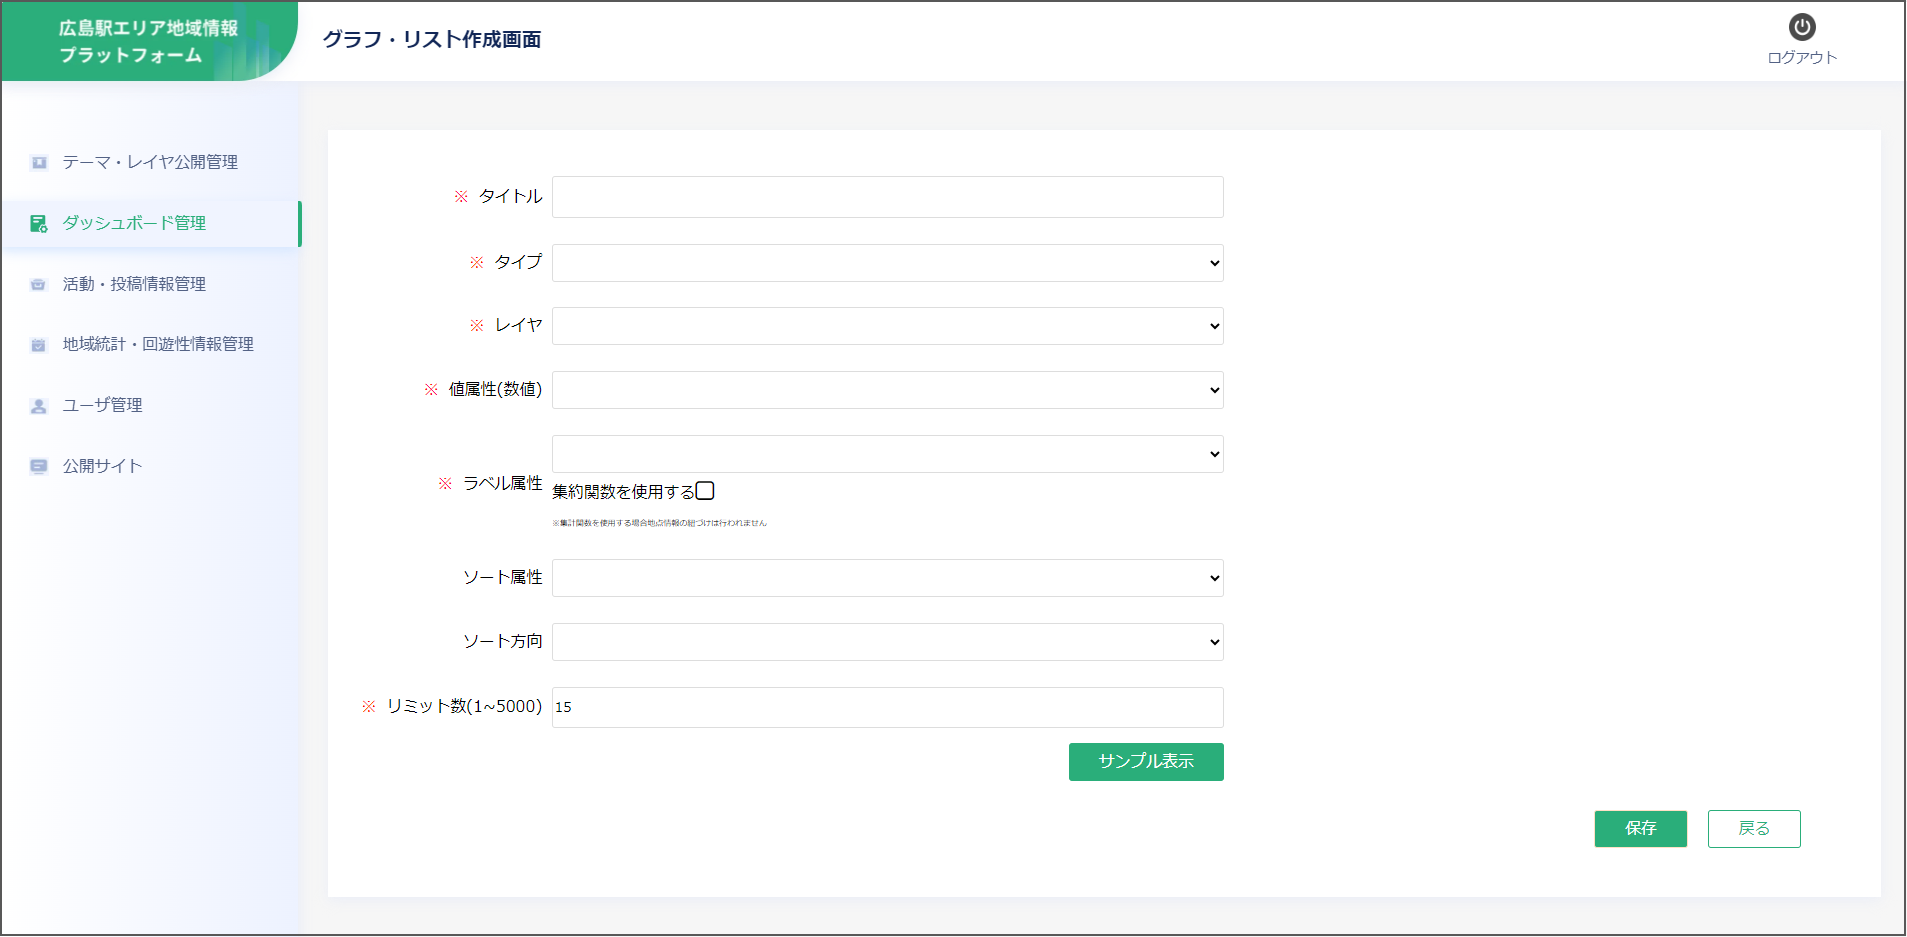 広島駅エリア地域情報
プラットフォーム
グラフ・リスト作成画面
ログアウト
テーマ・レイヤ公開管理
ダッシュボード管理
活動・投稿情報管理
地域統計・回遊性情報管理
ユーザ管理
公開サイト
※ タイトル
※ タイプ
※ レイヤ
※ 値属性(数値)
※ ラベル属性
集約関数を使用する
※集計関数を使用する場合地点情報の紐づけは行われません
ソート属性
ソート方向
※ リミット数(1~5000) 15
サンプル表示
保存 戻る